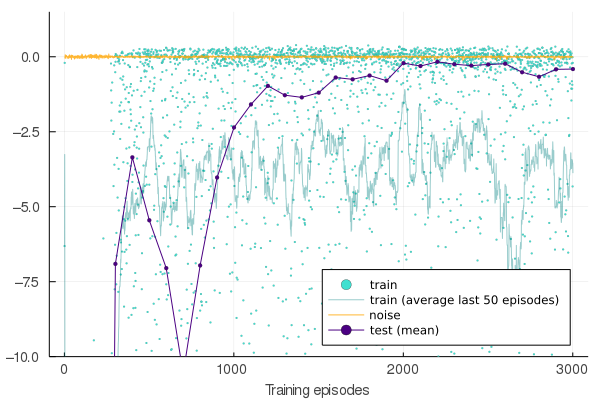 0.0
−2.5
−5.0
−7.5
−10.0
0
1000
2000
3000
Training episodes
train
train (average last 50 episodes)
noise
test (mean)